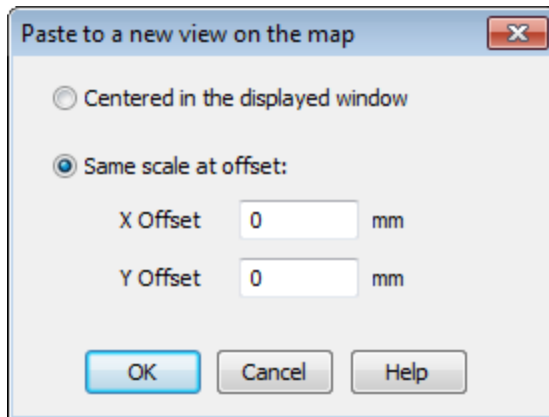 Paste to a new view on the map
Centered in the displayed window
Same scale at offset:
X Offset 0 mm
Y Offset 0 mm
OK Cancel Help